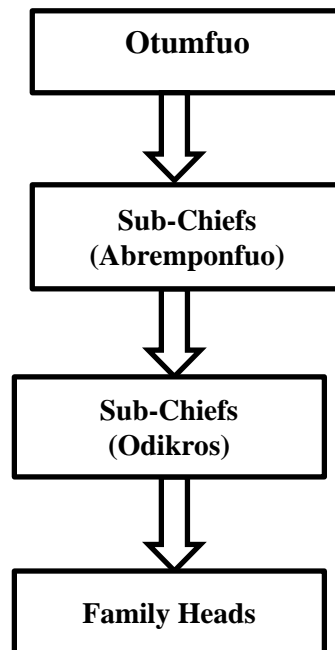 Otumfuo
Sub-Chiefs
(Abremponfuo)
Sub-Chiefs
(Odikros)
Family Heads